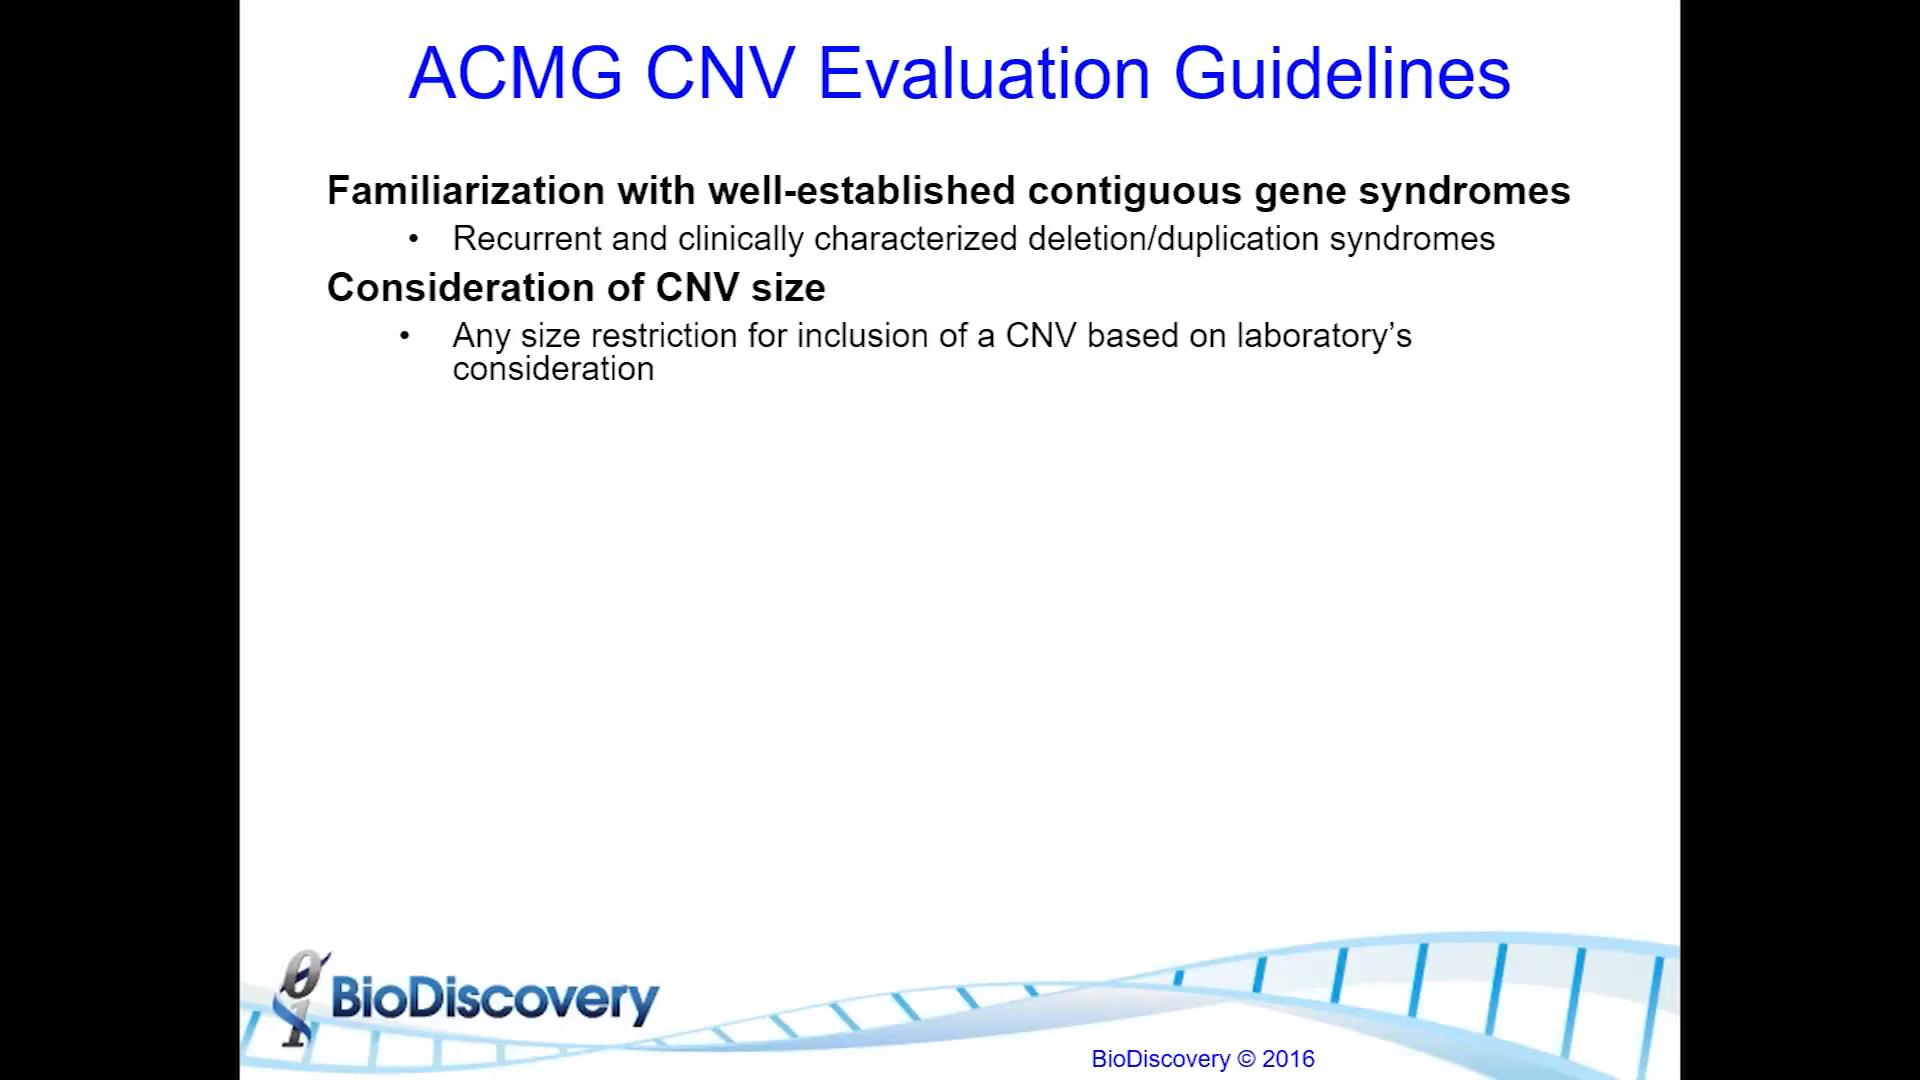 ACMG CNV Evaluation Guidelines
Familiarization with well-established contiguous gene syndromes
• Recurrent and clinically characterized deletion/duplication syndromes
Consideration of CNV size
• Any size restriction for inclusion of a CNV based on laboratory’s
consideration
BioDiscovery
BioDiscovery © 2016